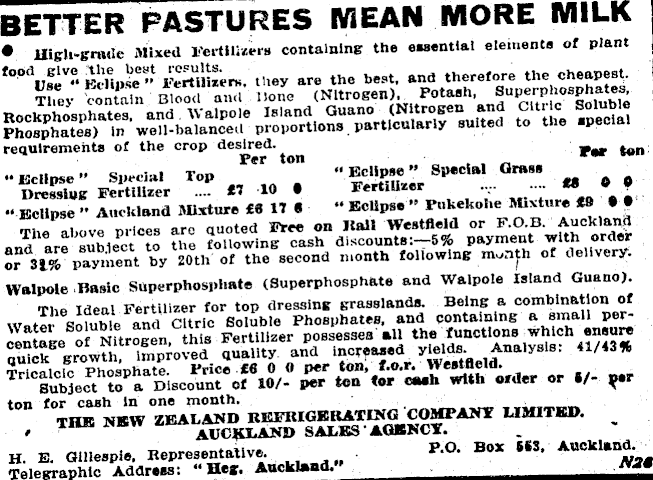 BETTER PASTURES MEAN MORE MILK
● High-grade Mixed Fertilizers containing the essential elements of plant
food give the best results.
Use "Eclipse" Fertilizers, they are the best, and therefore the cheapest.
They contain Blood and Bone (Nitrogen), Potash, Superphosphates,
Rockphosphates, and Walpole Island Guano (Nitrogen and Citric Soluble
Phosphates) in well-balanced proportions particularly suited to the special
requirements of the crop desired.
Per ton Per ton
"Eclipse" Special Top
Dressing Fertilizer .... £7 10 0
"Eclipse" Special Grass
Fertilizer .... .... £8 0 0
"Eclipse" Auckland Mixture £6 17 6
"Eclipse" Pukekohe Mixture £9 0 0
The above prices are quoted Free on Rail Westfield or F.O.B. Auckland
and are subject to the following cash discounts:—5% payment with order
or 3¾% payment by 20th of the second month following month of delivery.
Walpole Basic Superphosphate (Superphosphate and Walpole Island Guano).
The Ideal Fertilizer for top dressing grasslands. Being a combination of
Water Soluble and Citric Soluble Phosphates, and containing a small per-
centage of Nitrogen, this Fertilizer possesses all the functions which ensure
quick growth, improved quality and increased yields. Analysis: 41/43%
Tricalcic Phosphate. Price £6 0 0 per ton, f.o.r. Westfield.
Subject to a Discount of 10/- per ton for cash with order or 5/- per
ton for cash in one month.
THE NEW ZEALAND REFRIGERATING COMPANY LIMITED.
AUCKLAND SALES AGENCY.
H. E. Gillespie, Representative. P.O. Box 553, Auckland.
Telegraphic Address: "Heg, Auckland." N26